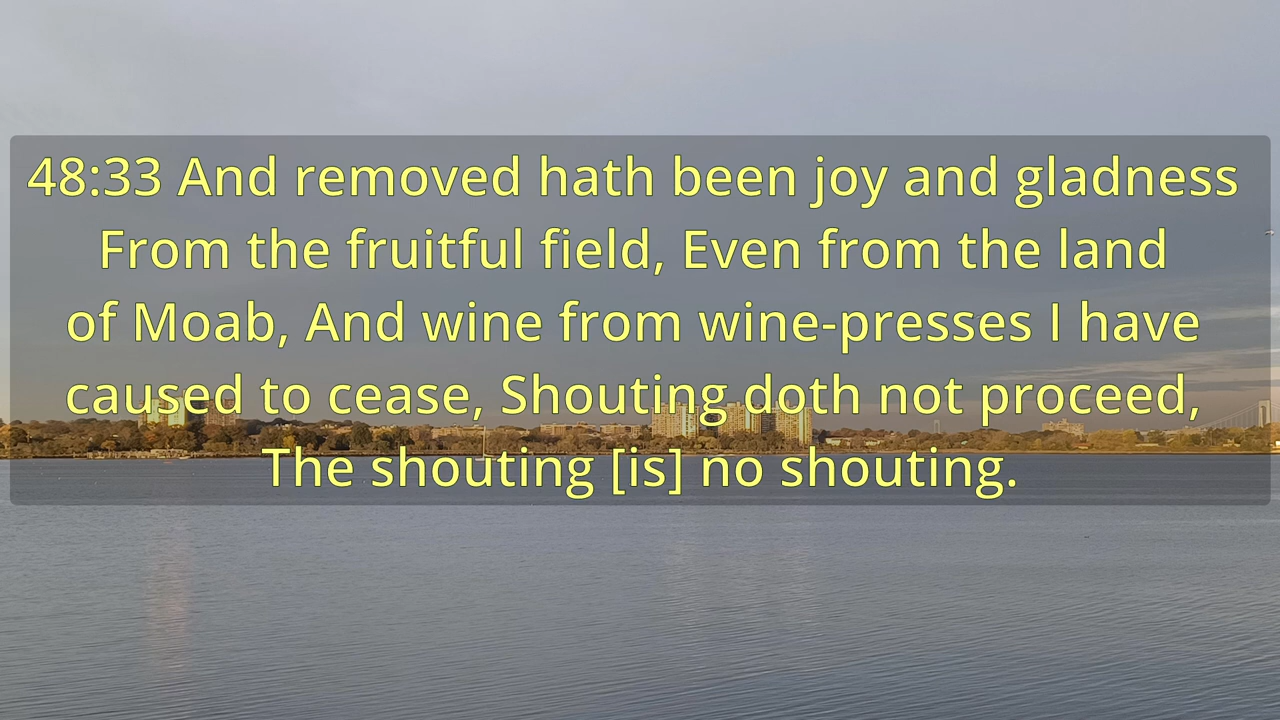 48:33 And removed hath been joy and gladness
From the fruitful field, Even from the land
of Moab, And wine from wine-presses I have
caused to cease, Shouting doth not proceed,
The shouting [is] no shouting.